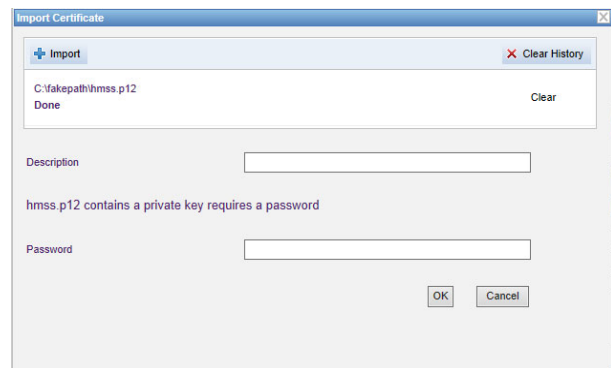 Import Certificate
Import
Clear History
C:\fakepath\hmss.p12
Done
Clear
Description
hmss.p12 contains a private key requires a password
Password
OK
Cancel